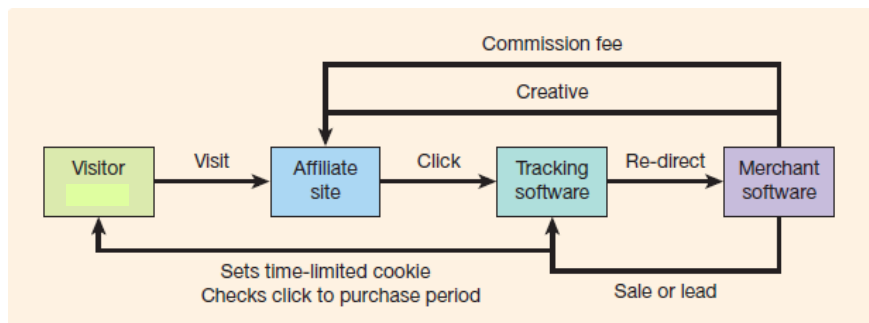 Commission fee
Creative
Visitor
Visit
Affiliate
site
Click
Tracking
software
Re-direct
Merchant
software
Sets time-limited cookie
Checks click to purchase period
Sale or lead